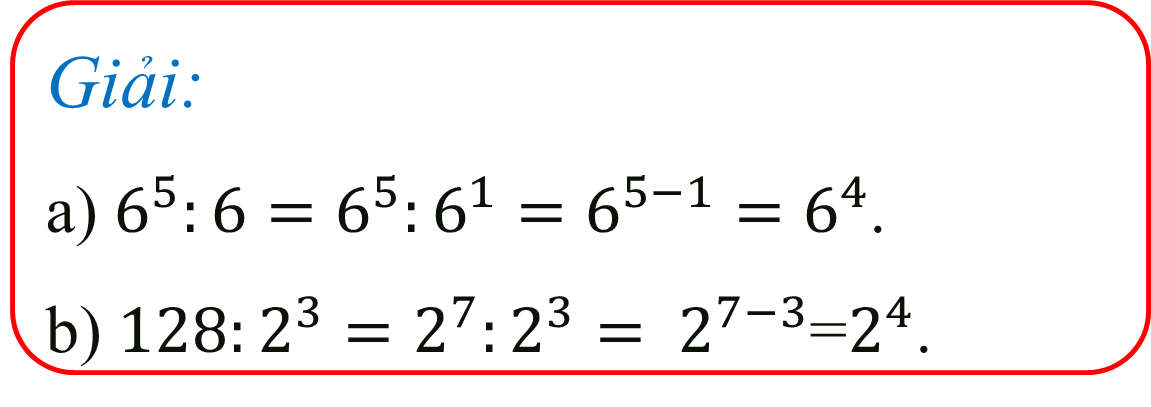 Giải:
a) 6⁵: 6 = 6⁵: 6¹ = 6⁵⁻¹ = 6⁴.
b) 128: 2³ = 2⁷: 2³ = 2⁷⁻³=2⁴.